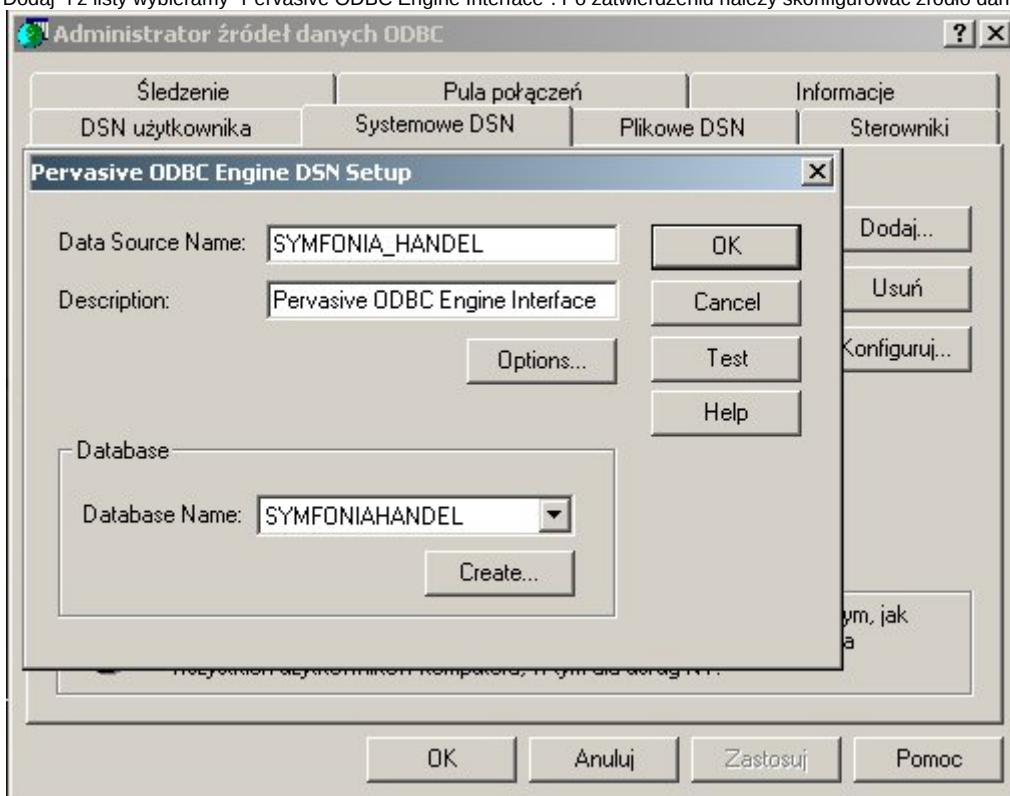 Dodaj" i z listy wybieramy "Pervasive ODBC Engine Interface". Po zatwierdzeniu należy skonfigurować źródło dan
Administrator źródeł danych ODBC
Śledzenie Pula połączeń Informacje
DSN użytkownika Systemowe DSN Plikowe DSN Sterowniki
Pervasive ODBC Engine DSN Setup
Data Source Name: SYMFONIA_HANDEL OK Dodaj...
Description: Pervasive ODBC Engine Interface Cancel Usuń
Options... Test Konfiguruj...
Help
Database
Database Name: SYMFONIAHANDEL
Create...
ym, jak
a
OK Anuluj Zastosuj Pomoc